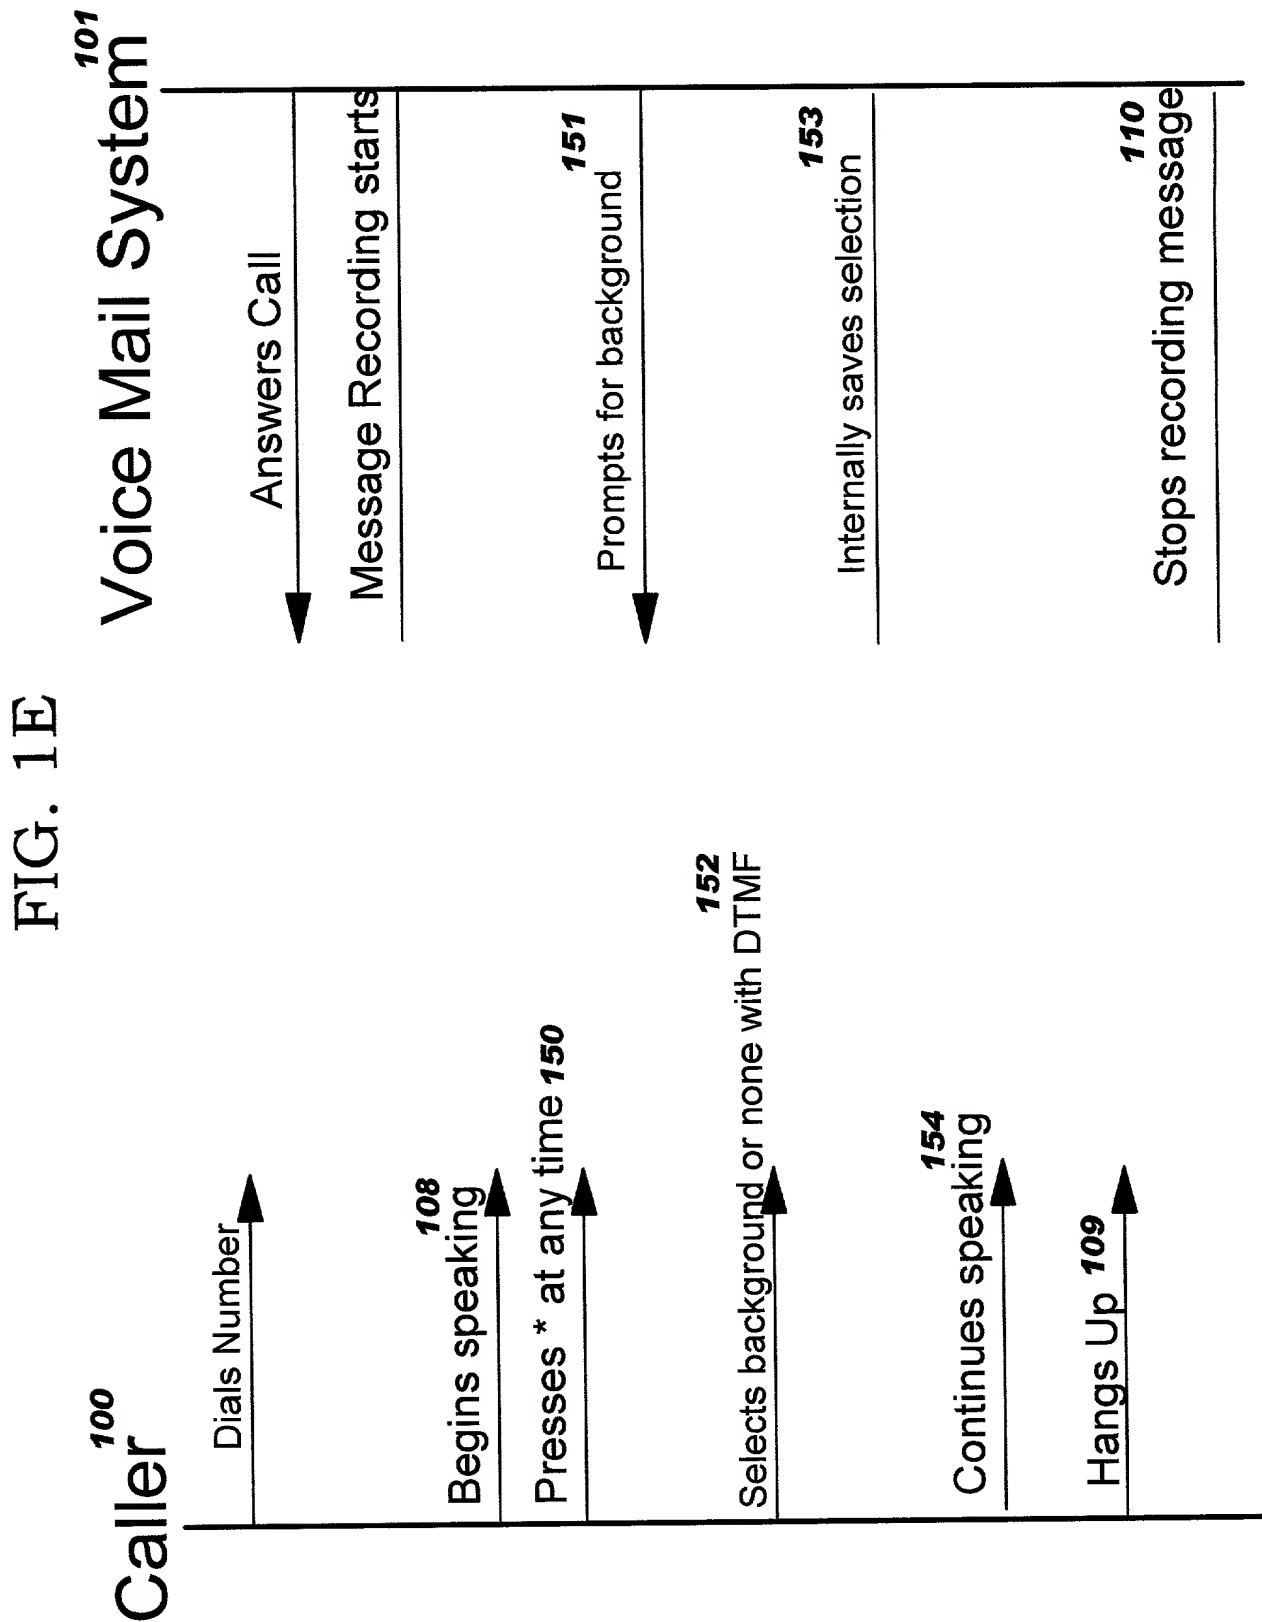 FIG. 1E
Caller 100
Voice Mail System 101
Dials Number
Answers Call
Message Recording starts
108
Begins speaking
Presses * at any time 150
151
Prompts for background
152
Selects background or none with DTMF
153
Internally saves selection
154
Continues speaking
Hangs Up 109
110
Stops recording message